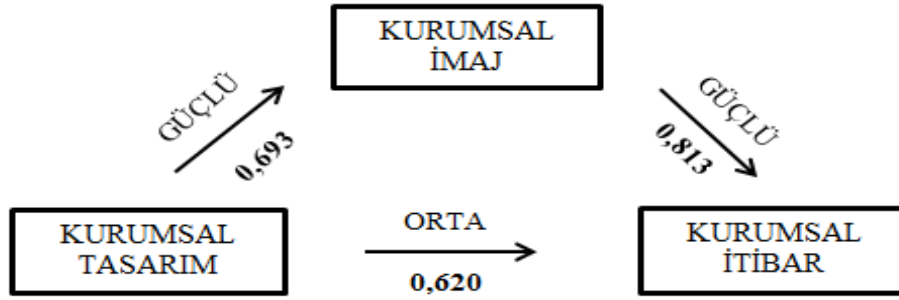 KURUMSAL
İMAJ
GÜÇLÜ
0,693
GÜÇLÜ
0,813
KURUMSAL
TASARIM
ORTA
0,620
KURUMSAL
İTİBAR